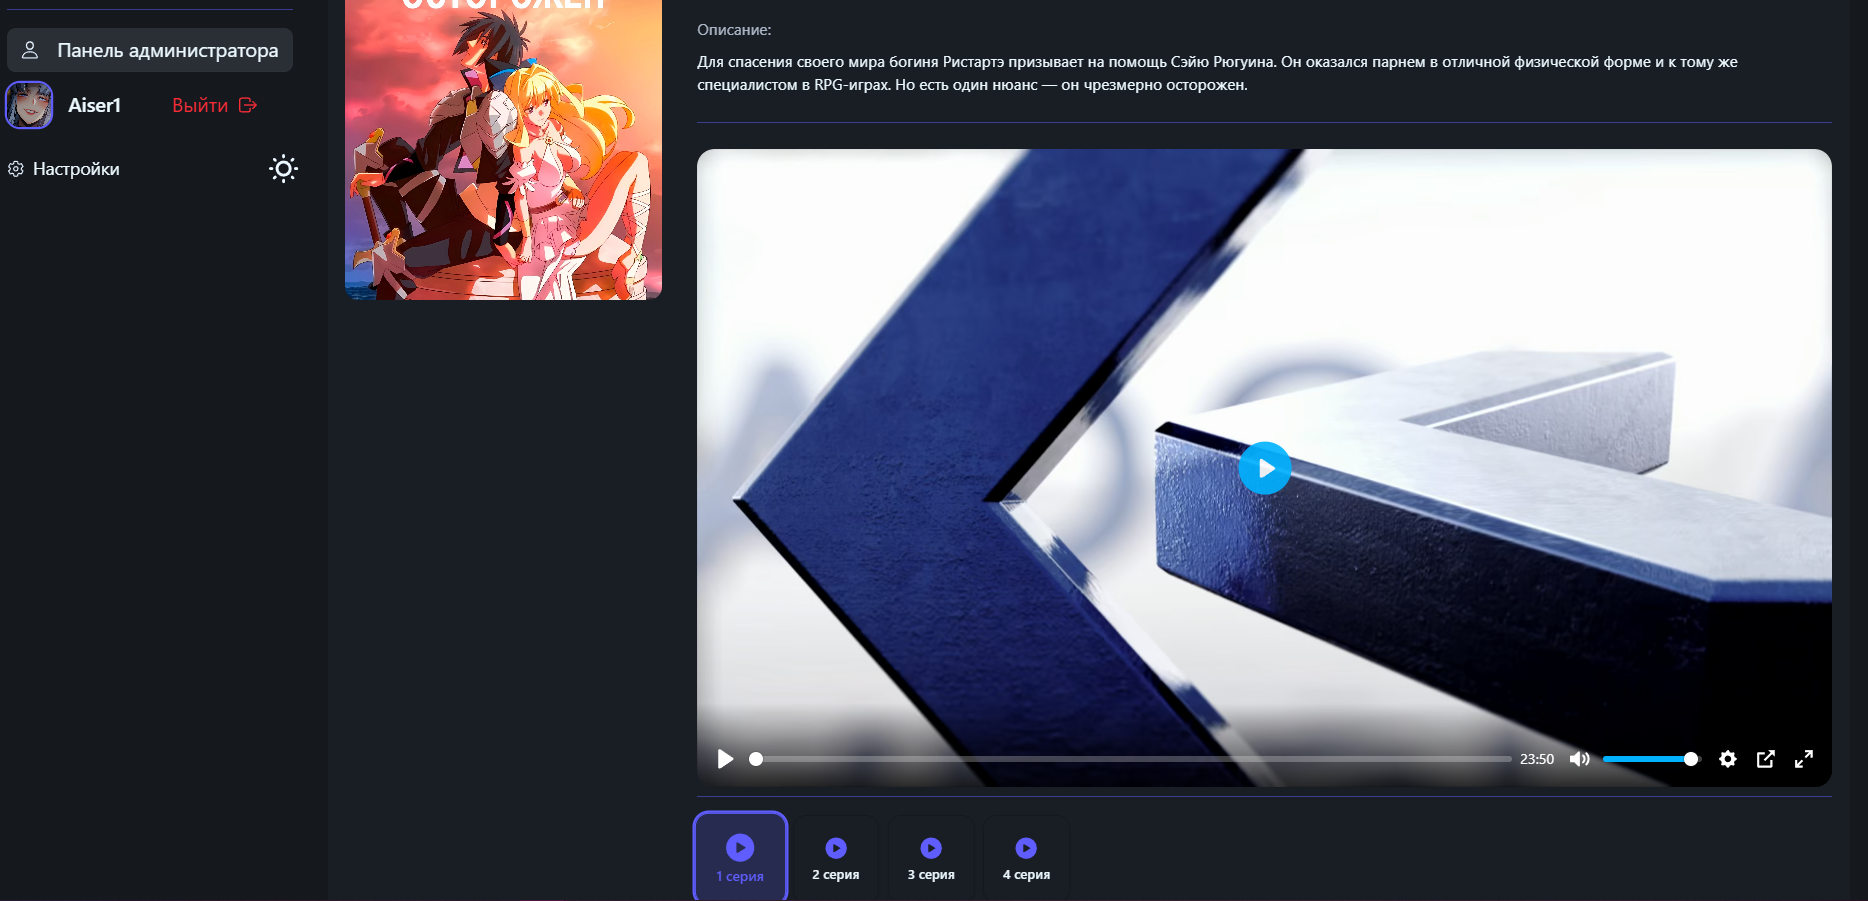 ОСТОРОЖЕН
Панель администратора
Aiser1
Выйти
Настройки
Описание:
Для спасения своего мира богиня Ристартэ призывает на помощь Сэйю Рюгуина. Он оказался парнем в отличной физической форме и к тому же
специалистом в RPG-играх. Но есть один нюанс — он чрезмерно осторожен.
23:50
1 серия
2 серия
3 серия
4 серия